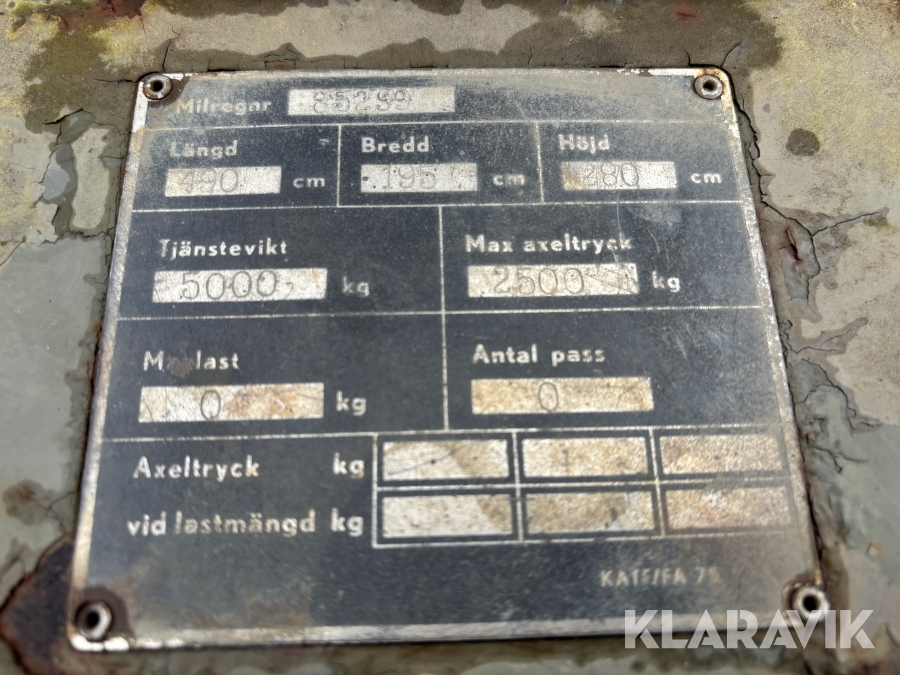 Milregnr 85299
Längd Bredd Höjd
490 cm 195 cm 280 cm
Tjänstevikt Max axeltryck
5000 kg 2500 kg
Antal pass
0 kg 0
Axeltryck kg
vid lastmängd kg
KATF/FA 75
KLARAVIK